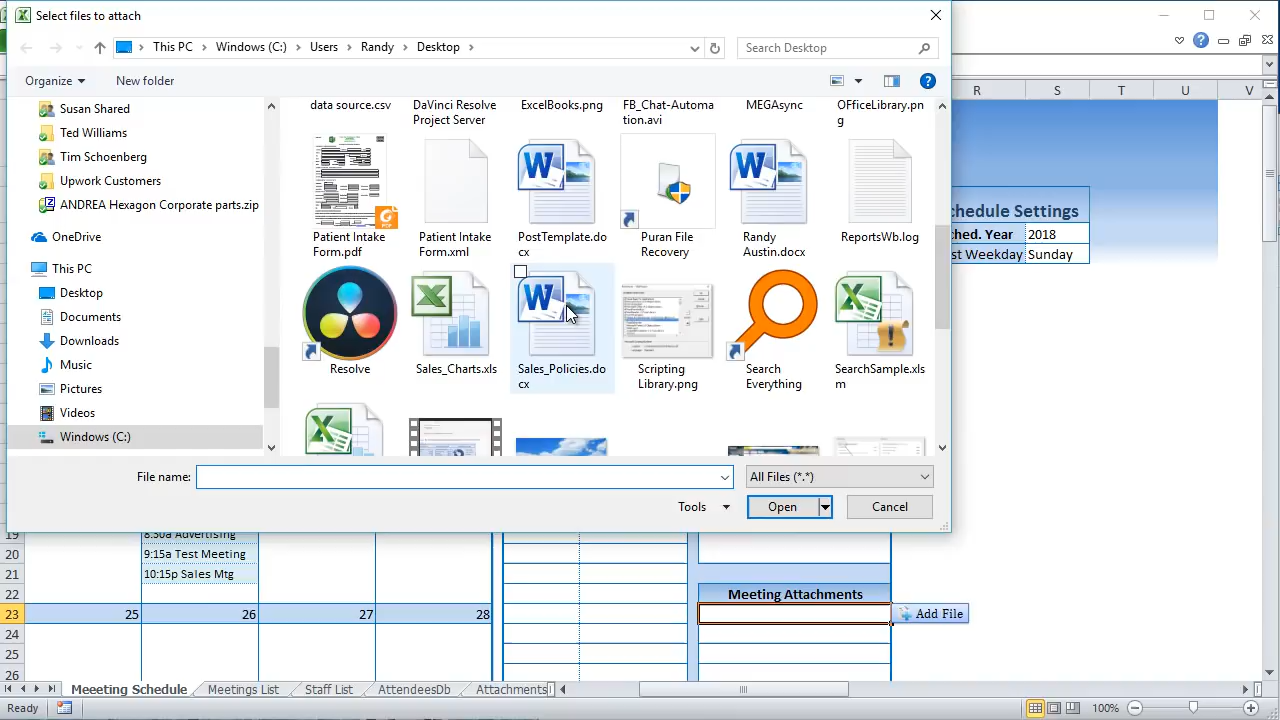 Select files to attach
This PC > Windows (C:) > Users > Randy > Desktop >
Search Desktop
Organize
New folder
Susan Shared
Ted Williams
Tim Schoenberg
Upwork Customers
ANDREA Hexagon Corporate parts.zip
OneDrive
This PC
Desktop
Documents
Downloads
Music
Pictures
Videos
Windows (C:)
data source.csv
DaVinci Resolve
Project Server
ExcelBooks.png
FB_Chat-Automa
tion.avi
MEGAsync
OFficeLibrary.pn
g
Patient Intake
Form.pdf
Patient Intake
Form.xml
PostTemplate.do
cx
Puran File
Recovery
Randy
Austin.docx
ReportsWb.log
Resolve
Sales_Charts.xls
Sales_Policies.do
cx
Scripting
Library.png
Search
Everything
SearchSample.xls
m
File name:
All Files (*.*)
Tools
Open
Cancel
R S T U V
chedule Settings
ched. Year 2018
st Weekday Sunday
19 8:35a Advertising
20 9:15a Test Meeting
21 10:15p Sales Mtg
22 Meeting Attachments
23 25 26 27 28
Add File
24
25
26
Meeeting Schedule Meetings List Staff List AttendeesDb Attachments
Ready
100%